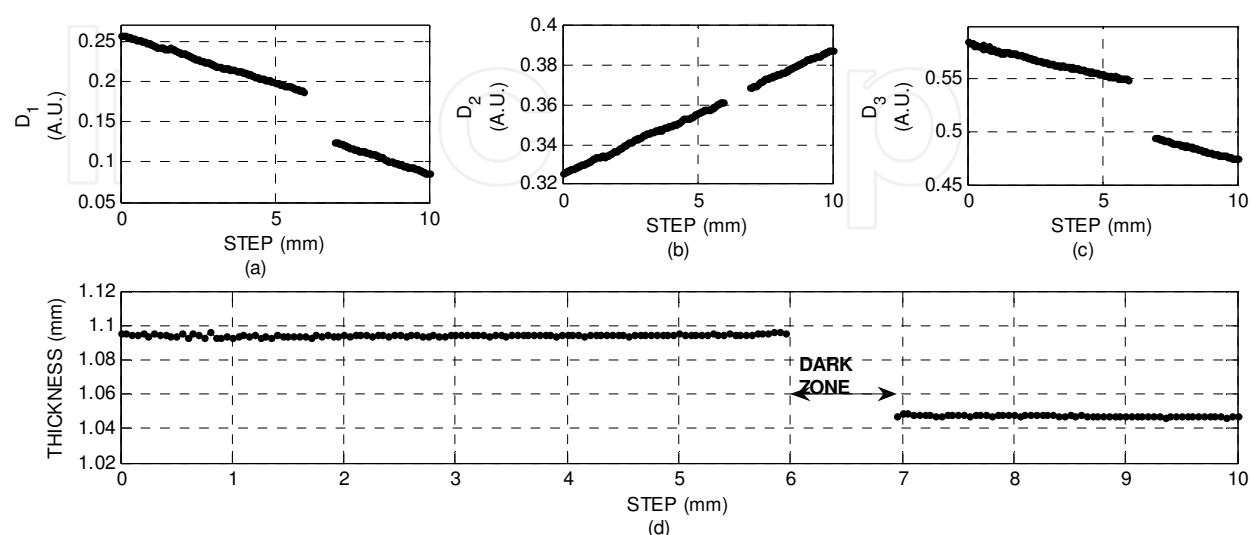 0.25
0.2
0.15
0.1
0.05
D1
(A.U.)
0 5 10
STEP (mm)
(a)
0.4
0.38
0.36
0.34
0.32
D2
(A.U.)
0 5 10
STEP (mm)
(b)
0.55
0.5
0.45
D3
(A.U.)
0 5 10
STEP (mm)
(c)
1.12
1.1
1.08
1.06
1.04
1.02
THICKNESS (mm)
DARK
ZONE
0 1 2 3 4 5 6 7 8 9 10
STEP (mm)
(d)